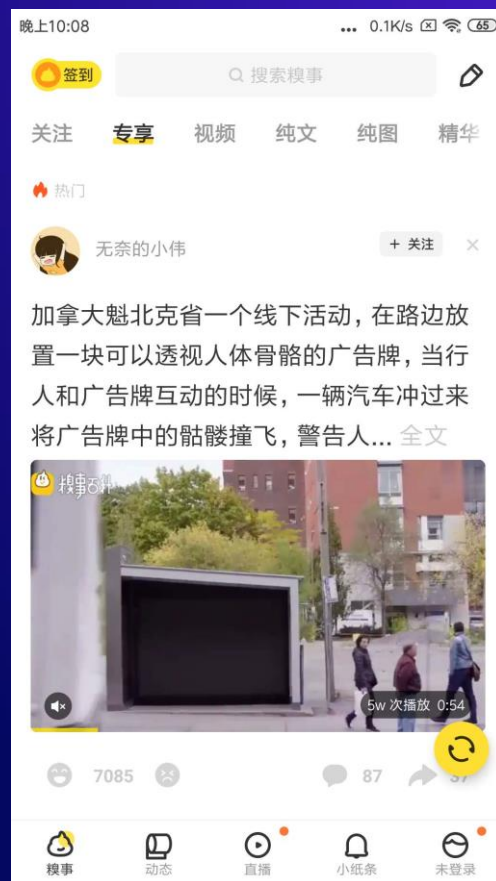 晚上10:08
... 0.1K/s 65
签到
搜索糗事
关注 专享 视频 纯文 纯图 精华
热门
无奈的小伟
+ 关注
加拿大魁北克省一个线下活动，在路边放
置一块可以透视人体骨骼的广告牌，当行
人和广告牌互动的时候，一辆汽车冲过来
将广告牌中的骷髅撞飞，警告人... 全文
糗事百科
5w 次播放 0:54
7085 87 37
糗事 动态 直播 小纸条 未登录